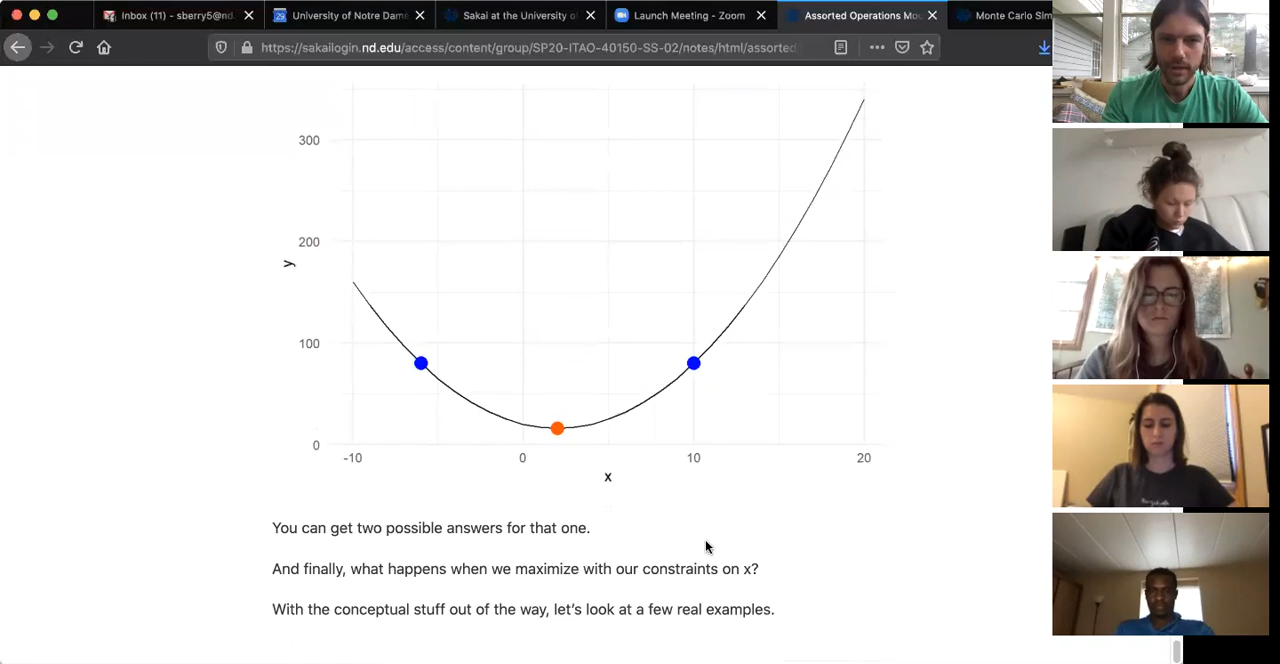 Inbox (11) - sberry5@nd.
University of Notre Dame
Sakai at the University o
Launch Meeting - Zoom
Assorted Operations Mo
Monte Carlo Sim
https://sakailogin.nd.edu/access/content/group/SP20-ITAO-40150-SS-02/notes/html/assorted
300
200
100
0
y
-10 0 10 20
x
You can get two possible answers for that one.
And finally, what happens when we maximize with our constraints on x?
With the conceptual stuff out of the way, let's look at a few real examples.